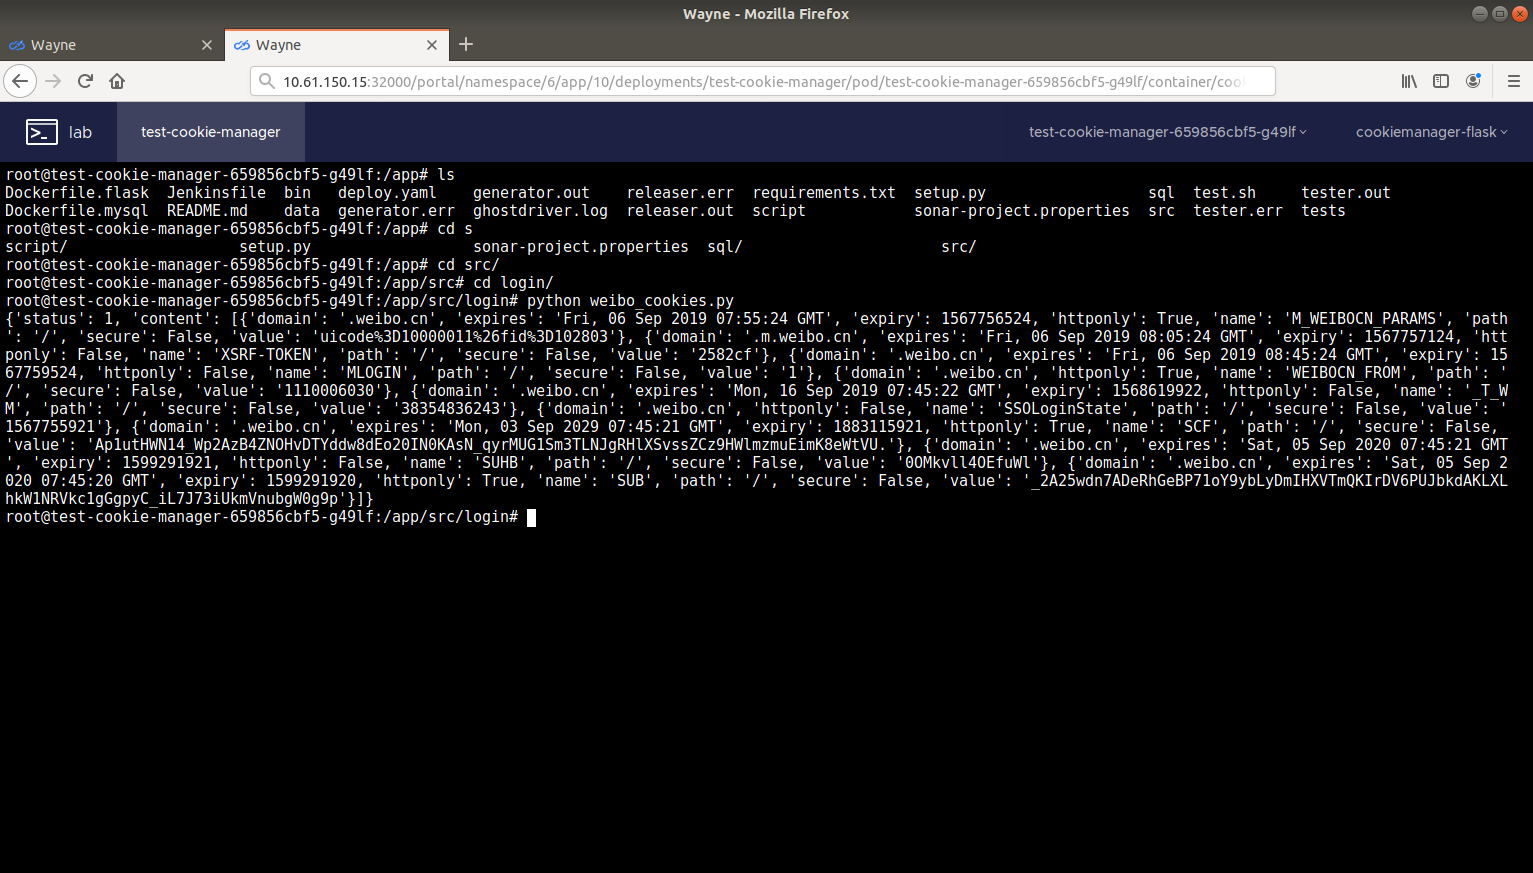 Wayne - Mozilla Firefox
Wayne
Wayne
10.61.150.15:32000/portal/namespace/6/app/10/deployments/test-cookie-manager/pod/test-cookie-manager-659856cbf5-g49lf/container/coo
lab
test-cookie-manager
test-cookie-manager-659856cbf5-g49lf
cookiemanager-flask
root@test-cookie-manager-659856cbf5-g49lf:/app# ls
Dockerfile.flask  Jenkinsfile  bin   deploy.yaml    generator.out    releaser.err  requirements.txt  setup.py                  sql  test.sh     tester.out
Dockerfile.mysql  README.md    data  generator.err  ghostdriver.log  releaser.out  script            sonar-project.properties  src  tester.err  tests
root@test-cookie-manager-659856cbf5-g49lf:/app# cd s
script/                   setup.py                  sonar-project.properties  sql/                      src/
root@test-cookie-manager-659856cbf5-g49lf:/app# cd src/
root@test-cookie-manager-659856cbf5-g49lf:/app/src# cd login/
root@test-cookie-manager-659856cbf5-g49lf:/app/src/login# python weibo_cookies.py
{'status': 1, 'content': [{'domain': '.weibo.cn', 'expires': 'Fri, 06 Sep 2019 07:55:24 GMT', 'expiry': 1567756524, 'httponly': True, 'name': 'M_WEIBOCN_PARAMS', 'path
': '/', 'secure': False, 'value': 'uicode%3D10000011%26fid%3D102803'}, {'domain': '.m.weibo.cn', 'expires': 'Fri, 06 Sep 2019 08:05:24 GMT', 'expiry': 1567757124, 'htt
ponly': False, 'name': 'XSRF-TOKEN', 'path': '/', 'secure': False, 'value': '2582cf'}, {'domain': '.weibo.cn', 'expires': 'Fri, 06 Sep 2019 08:45:24 GMT', 'expiry': 15
67759524, 'httponly': False, 'name': 'MLOGIN', 'path': '/', 'secure': False, 'value': '1'}, {'domain': '.weibo.cn', 'httponly': True, 'name': 'WEIBOCN_FROM', 'path': '
/', 'secure': False, 'value': '1110006030'}, {'domain': '.weibo.cn', 'expires': 'Mon, 16 Sep 2019 07:45:22 GMT', 'expiry': 1568619922, 'httponly': False, 'name': '_T_W
M', 'path': '/', 'secure': False, 'value': '38354836243'}, {'domain': '.weibo.cn', 'httponly': False, 'name': 'SSOLoginState', 'path': '/', 'secure': False, 'value': '
1567755921'}, {'domain': '.weibo.cn', 'expires': 'Mon, 03 Sep 2029 07:45:21 GMT', 'expiry': 1883115921, 'httponly': True, 'name': 'SCF', 'path': '/', 'secure': False,
'value': 'Ap1utHWN14_Wp2AzB4ZNOHvDTYddw8dEo20IN0KAsN_qyrMUG1Sm3TLNJgRHlXSvssZCz9HWlmzmuEimK8eWtVU.'}, {'domain': '.weibo.cn', 'expires': 'Sat, 05 Sep 2020 07:45:21 GMT
', 'expiry': 1599291921, 'httponly': False, 'name': 'SUHB', 'path': '/', 'secure': False, 'value': '0OMkvll4OEfuWl'}, {'domain': '.weibo.cn', 'expires': 'Sat, 05 Sep 2
020 07:45:20 GMT', 'expiry': 1599291920, 'httponly': True, 'name': 'SUB', 'path': '/', 'secure': False, 'value': '_2A25wdn7ADeRhGeBP71oY9ybLyDmIHXVTmQKIrDV6PUJbkdAKLXL
hkW1NRVkc1gGgpyC_iL7J73iUkmVnubgW0g9p'}]}
root@test-cookie-manager-659856cbf5-g49lf:/app/src/login#